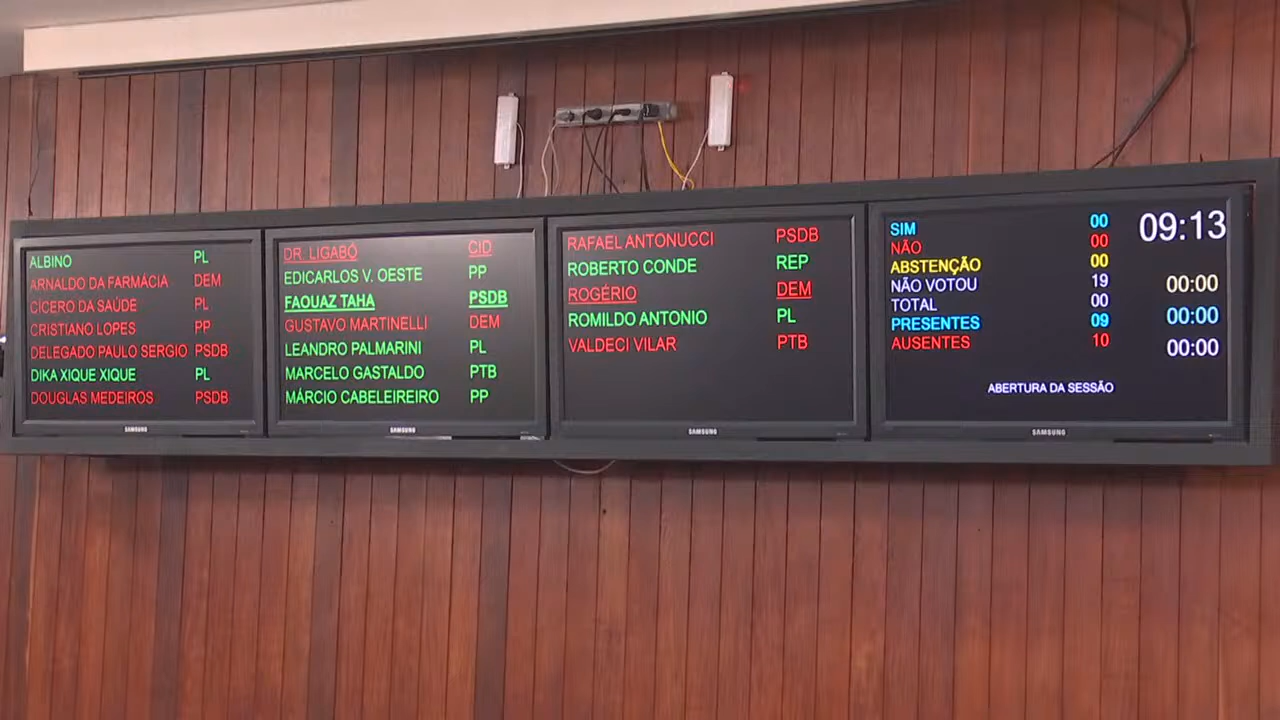 ALBINO PL
ARNALDO DA FARMÁCIA DEM
CÍCERO DA SAÚDE PL
CRISTIANO LOPES PP
DELEGADO PAULO SERGIO PSDB
DIKA XIQUE XIQUE PL
DOUGLAS MEDEIROS PSDB
SAMSUNG
DR. LIGABÓ CID
EDICARLOS V. OESTE PP
FAOUAZ TAHA PSDB
GUSTAVO MARTINELLI DEM
LEANDRO PALMARINI PL
MARCELO GASTALDO PTB
MÁRCIO CABELEIREIRO PP
SAMSUNG
RAFAEL ANTONUCCI PSDB
ROBERTO CONDE REP
ROGÉRIO DEM
ROMILDO ANTONIO PL
VALDECI VILAR PTB
SAMSUNG
09:13
SIM 00
NÃO 00
ABSTENÇÃO 00
NÃO VOTOU 19
TOTAL 00
PRESENTES 09
AUSENTES 10
00:00
00:00
00:00
ABERTURA DA SESSÃO
SAMSUNG